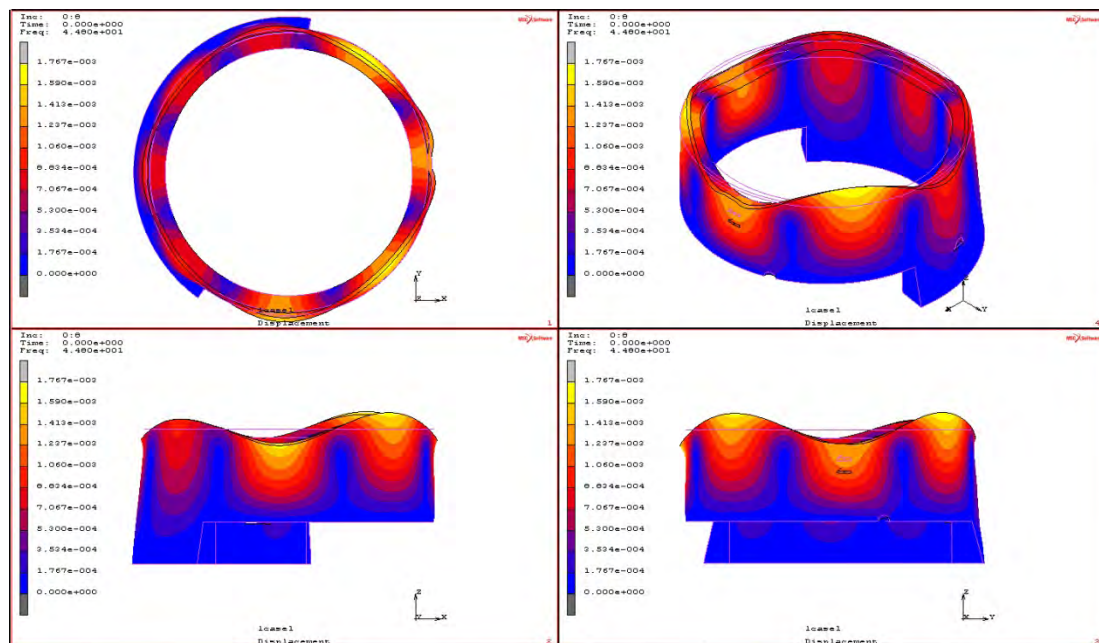 Inc: 0:8
Time: 0.000e+000
Freq: 4.480e+001
MSC Software
1.767e-003
1.590e-003
1.413e-003
1.237e-003
1.060e-003
8.834e-004
7.067e-004
5.300e-004
3.534e-004
1.767e-004
0.000e+000
Y
Z X
lcase1
Displacement
1
Inc: 0:8
Time: 0.000e+000
Freq: 4.480e+001
MSC Software
1.767e-003
1.590e-003
1.413e-003
1.237e-003
1.060e-003
8.834e-004
7.067e-004
5.300e-004
3.534e-004
1.767e-004
0.000e+000
Z
X Y
lcase1
Displacement
4
Inc: 0:8
Time: 0.000e+000
Freq: 4.480e+001
MSC Software
1.767e-003
1.590e-003
1.413e-003
1.237e-003
1.060e-003
8.834e-004
7.067e-004
5.300e-004
3.534e-004
1.767e-004
0.000e+000
Z
Y X
lcase1
Displacement
2
Inc: 0:8
Time: 0.000e+000
Freq: 4.480e+001
MSC Software
1.767e-003
1.590e-003
1.413e-003
1.237e-003
1.060e-003
8.834e-004
7.067e-004
5.300e-004
3.534e-004
1.767e-004
0.000e+000
Z
X Y
lcase1
Displacement
3